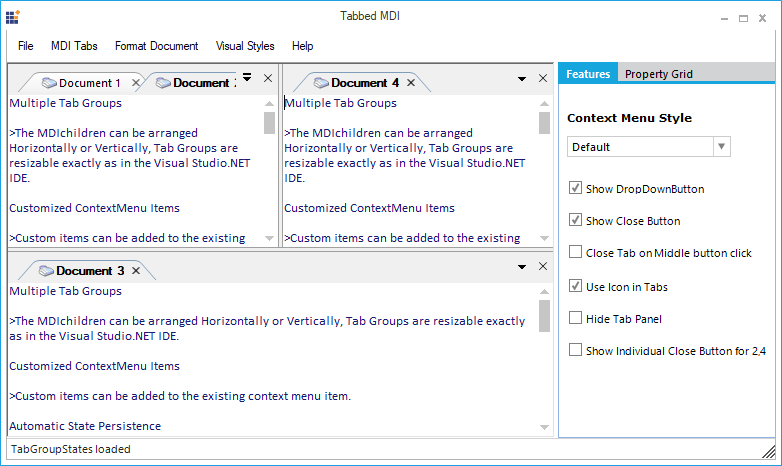 Tabbed MDI
File MDI Tabs Format Document Visual Styles Help
Document 1 Document 2
Multiple Tab Groups
>The MDIchildren can be arranged
Horizontally or Vertically, Tab Groups are
resizable exactly as in the Visual Studio.NET
IDE.
Customized ContextMenu Items
>Custom items can be added to the existing
Document 4
Multiple Tab Groups
>The MDIchildren can be arranged
Horizontally or Vertically, Tab Groups are
resizable exactly as in the Visual Studio.NET
IDE.
Customized ContextMenu Items
>Custom items can be added to the existing
Document 3
Multiple Tab Groups
>The MDIchildren can be arranged Horizontally or Vertically, Tab Groups are resizable exactly
as in the Visual Studio.NET IDE.
Customized ContextMenu Items
>Custom items can be added to the existing context menu item.
Automatic State Persistence
Features Property Grid
Context Menu Style
Default
Show DropDownButton
Show Close Button
Close Tab on Middle button click
Use Icon in Tabs
Hide Tab Panel
Show Individual Close Button for 2,4
TabGroupStates loaded